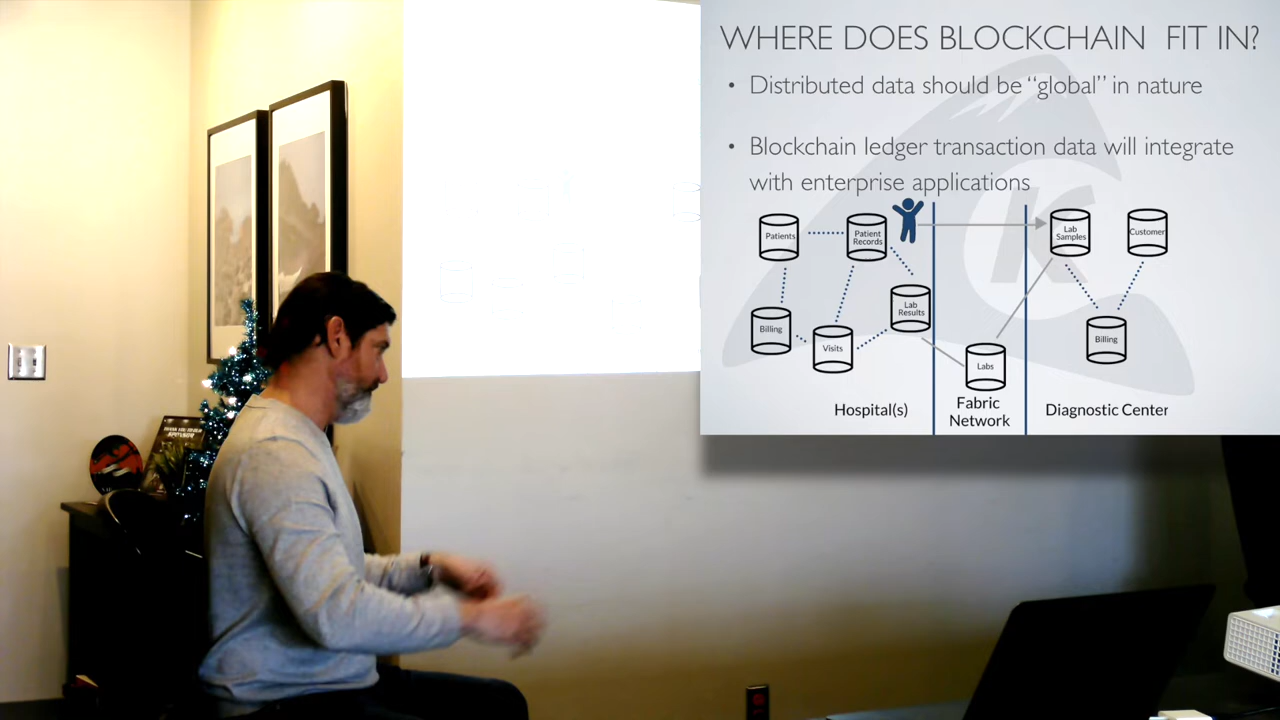 WHERE DOES BLOCKCHAIN FIT IN?
• Distributed data should be “global” in nature
• Blockchain ledger transaction data will integrate
with enterprise applications
Patients
Patient
Records
Lab
Samples
Customer
Billing
Visits
Lab
Results
Labs
Billing
Hospital(s)
Fabric
Network
Diagnostic Center